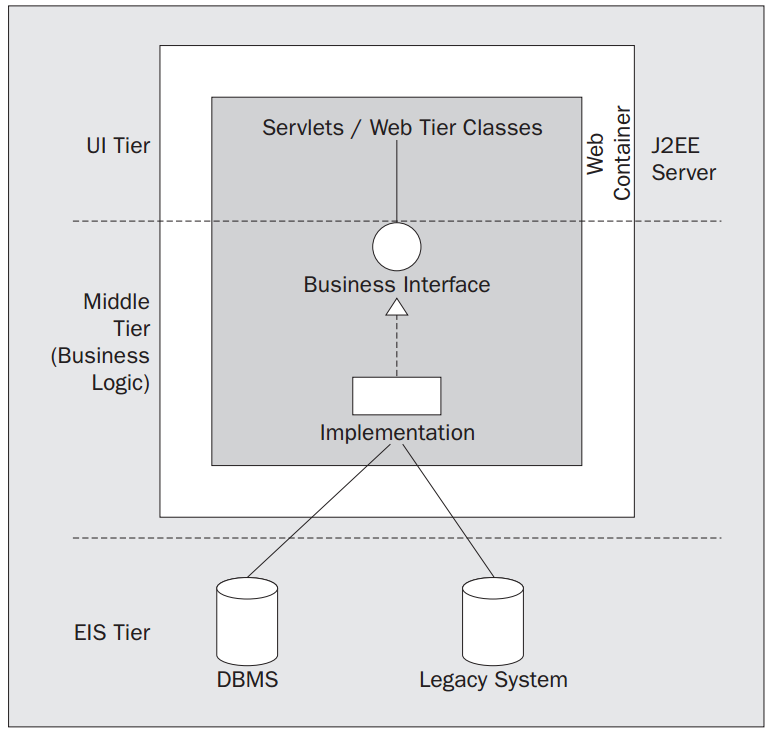 Servlets / Web Tier Classes
UI Tier
Web
Container
J2EE
Server
Business Interface
Middle
Tier
(Business
Logic)
Implementation
EIS Tier
DBMS
Legacy System